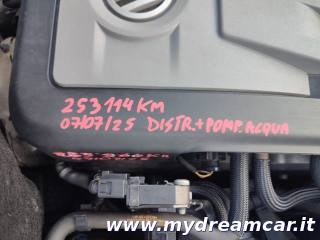 253114 KM
07/07/25 DISTR.+POMP.ACQUA
www.mydreamcar.it